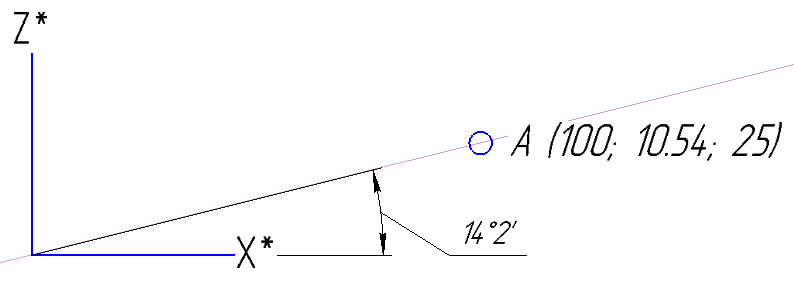 Z*
A (100; 10.54; 25)
14°2′
X*